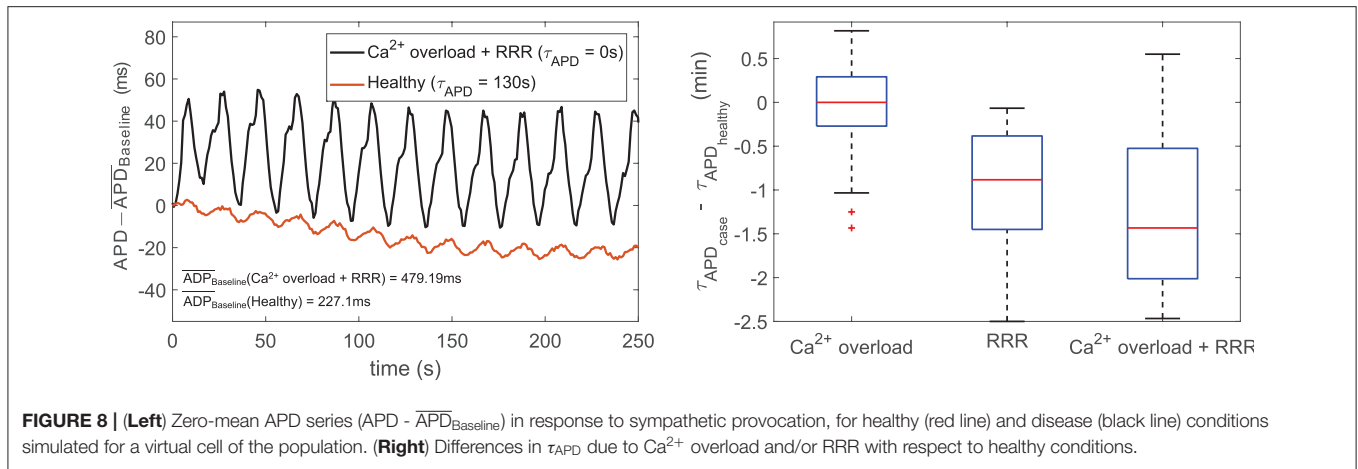 80
60
40
20
0
-20
-40
APD – APD Baseline (ms)
Ca2+ overload + RRR (τAPD = 0s)
Healthy (τAPD = 130s)
ADPBaseline(Ca2+ overload + RRR) = 479.19ms
ADPBaseline(Healthy) = 227.1ms
0 50 100 150 200 250
time (s)
0.5
0
-0.5
-1
-1.5
-2
-2.5
τAPDcase - τAPDhealthy (min)
Ca2+ overload RRR Ca2+ overload + RRR
FIGURE 8 | (Left) Zero-mean APD series (APD - APDBaseline) in response to sympathetic provocation, for healthy (red line) and disease (black line) conditions
simulated for a virtual cell of the population. (Right) Differences in τAPD due to Ca2+ overload and/or RRR with respect to healthy conditions.